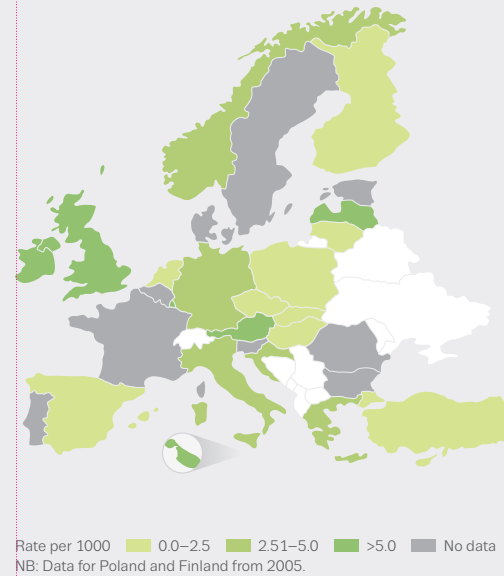 Rate per 1000 0.0–2.5 2.51–5.0 >5.0 No data
NB: Data for Poland and Finland from 2005.